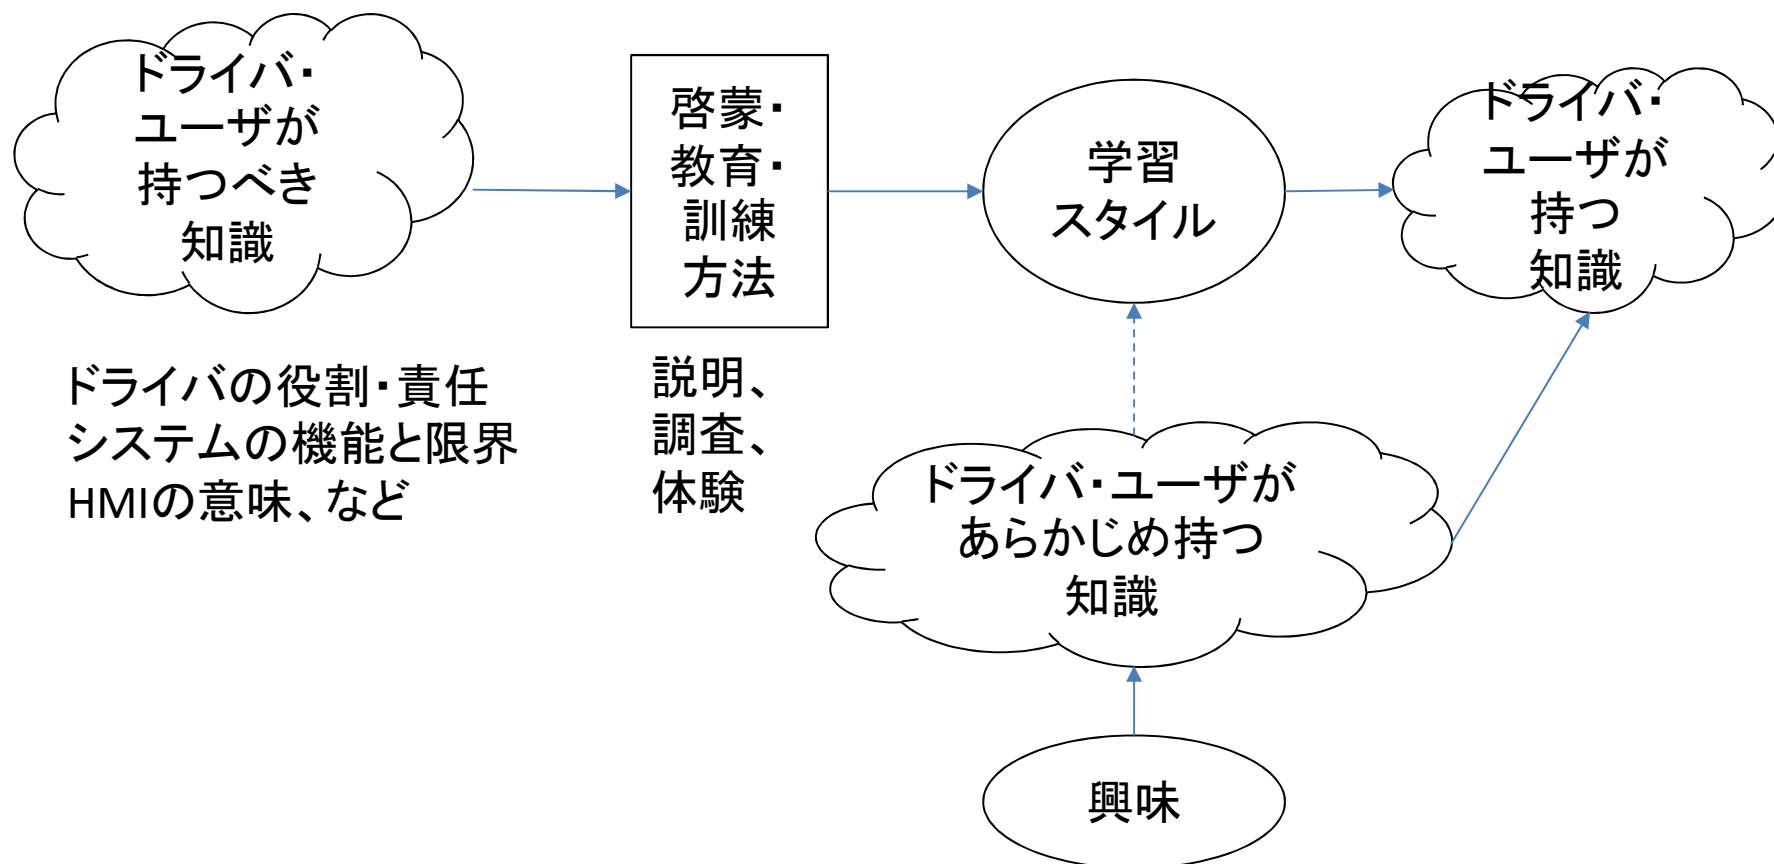 ドライバ・
ユーザが
持つべき
知識
啓蒙・
教育・
訓練
方法
学習
スタイル
ドライバ・
ユーザが
持つ
知識
ドライバの役割・責任
システムの機能と限界
HMIの意味、など
説明、
調査、
体験
ドライバ・ユーザが
あらかじめ持つ
知識
興味